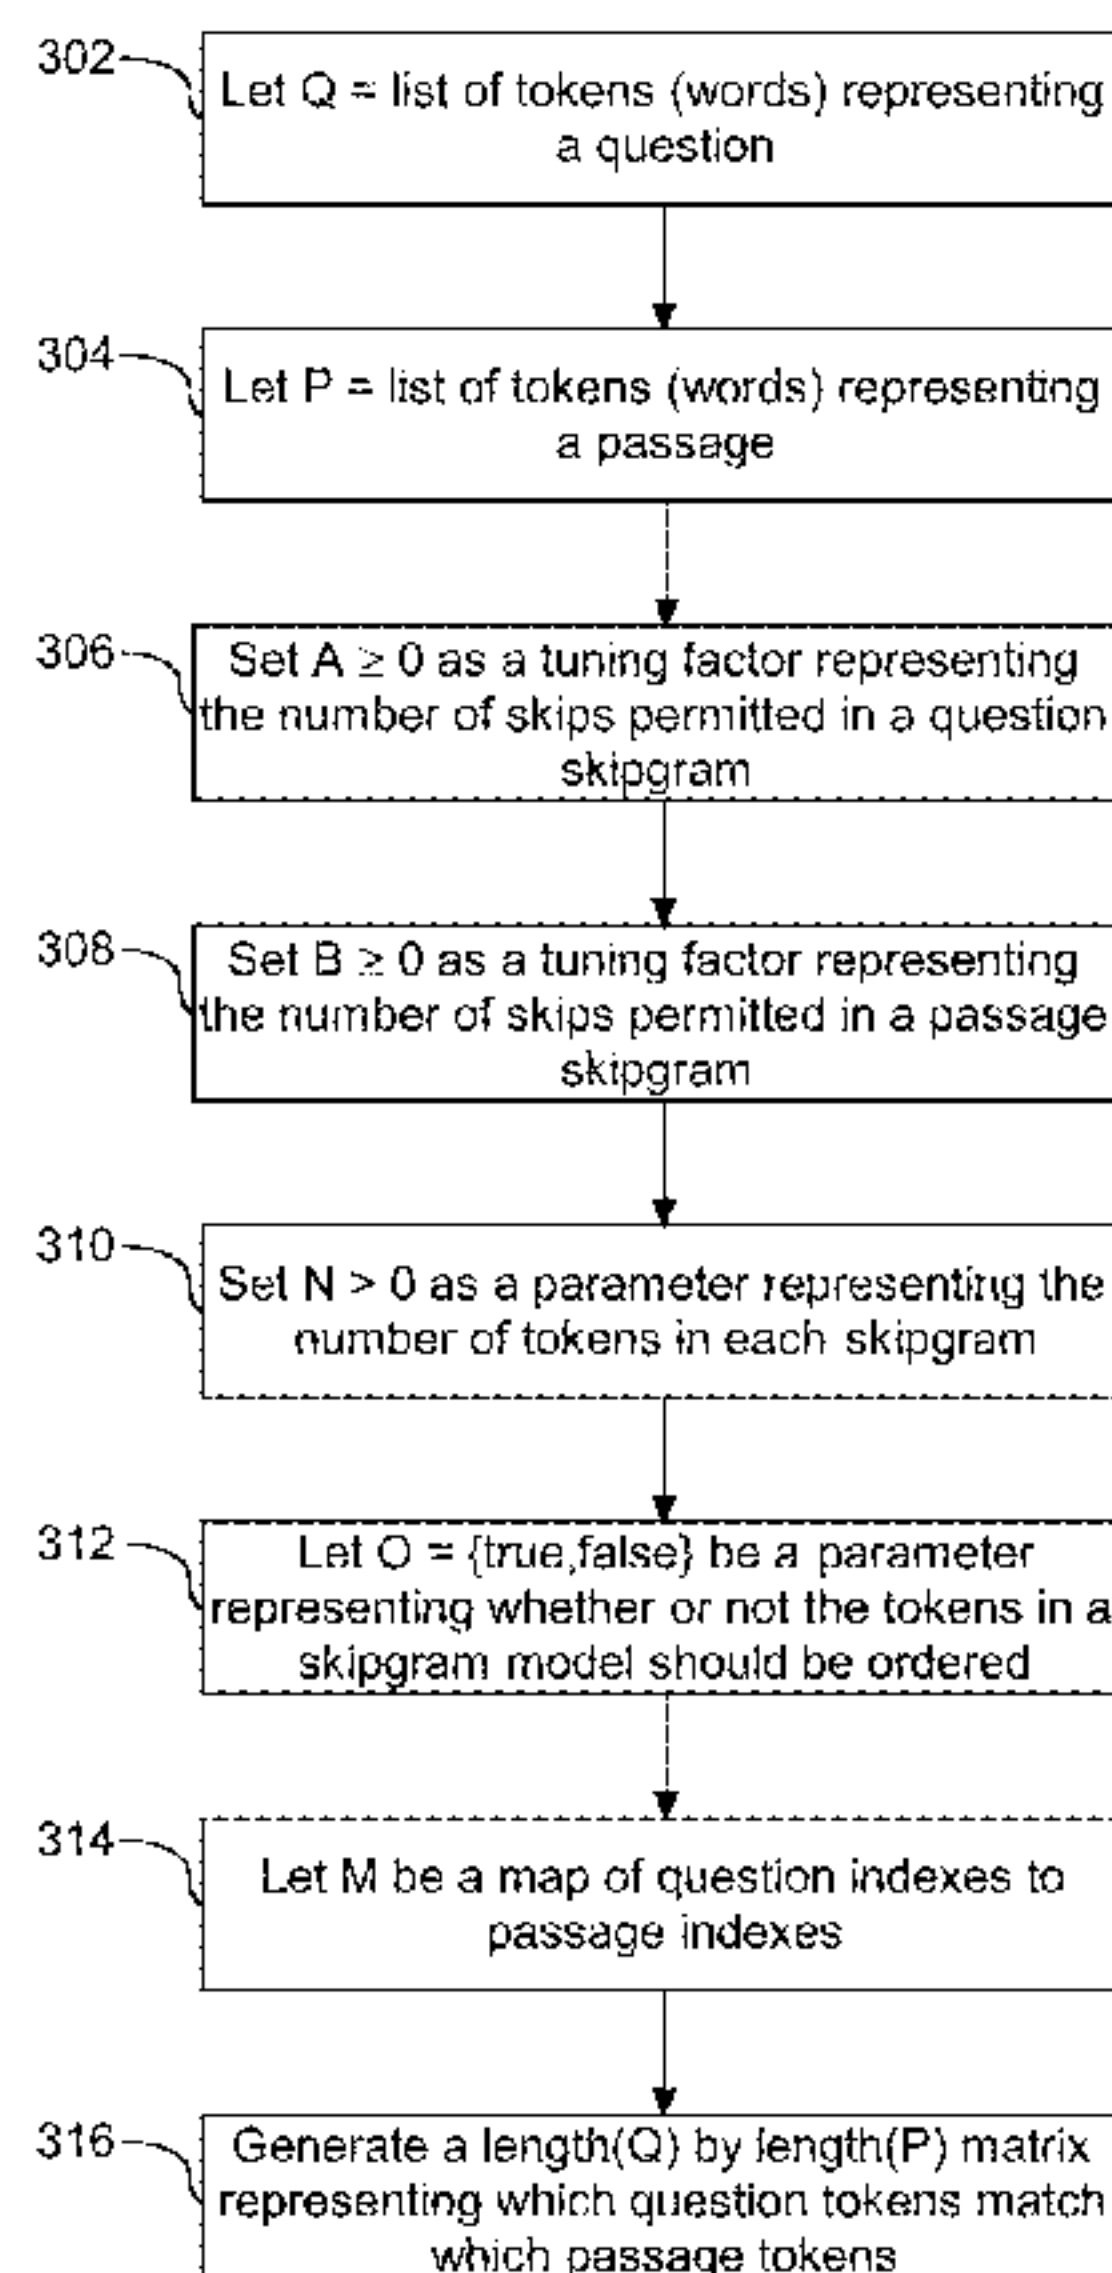 302
Let Q = list of tokens (words) representing
a question
304
Let P = list of tokens (words) representing
a passage
306
Set A ≥ 0 as a tuning factor representing
the number of skips permitted in a question
skipgram
308
Set B ≥ 0 as a tuning factor representing
the number of skips permitted in a passage
skipgram
310
Set N > 0 as a parameter representing the
number of tokens in each skipgram
312
Let O = {true,false} be a parameter
representing whether or not the tokens in a
skipgram model should be ordered
314
Let M be a map of question indexes to
passage indexes
316
Generate a length(Q) by length(P) matrix
representing which question tokens match
which passage tokens